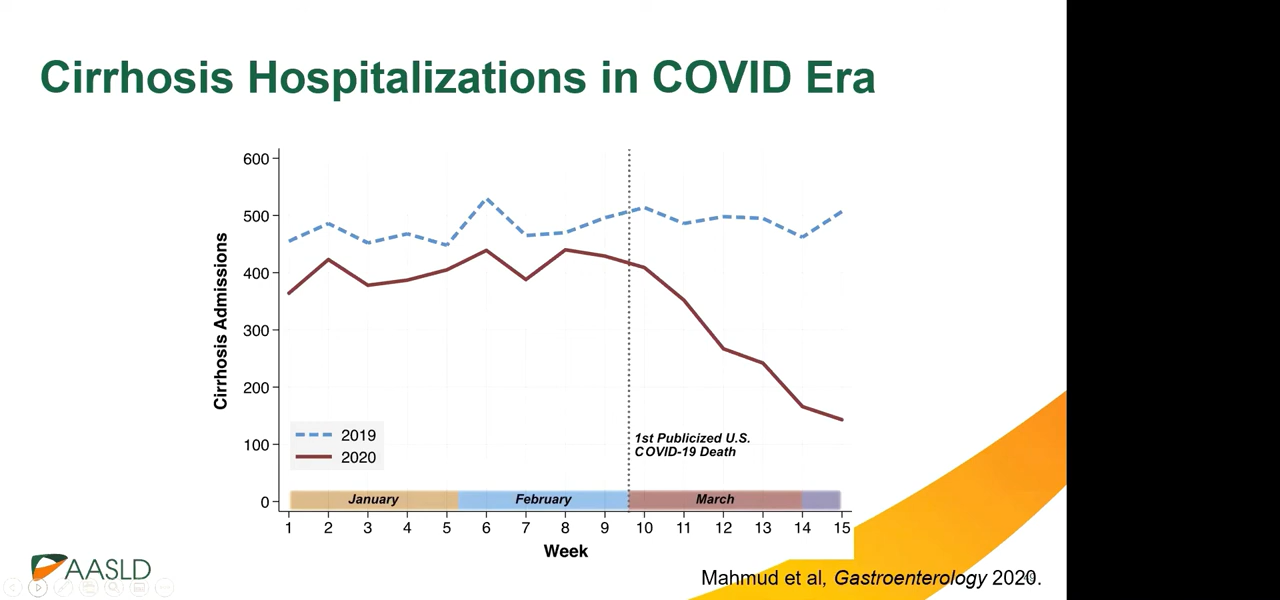 Cirrhosis Hospitalizations in COVID Era
600
500
400
300
200
100
0
Cirrhosis Admissions
2019
2020
1st Publicized U.S.
COVID-19 Death
January February March
1 2 3 4 5 6 7 8 9 10 11 12 13 14 15
Week
AASLD
Mahmud et al, Gastroenterology 2020.